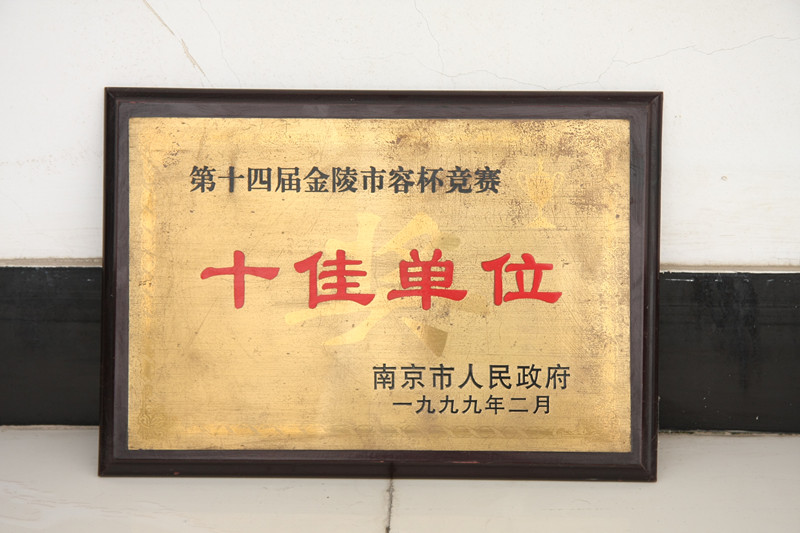 第十四届金陵市容杯竞赛
奖
十佳单位
南京市人民政府
一九九九年二月